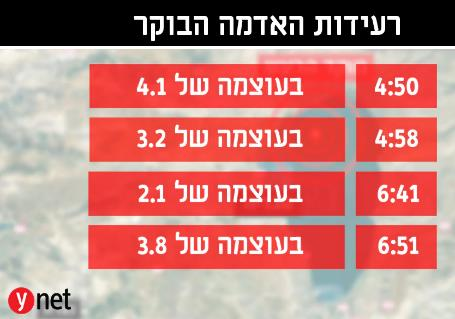 רעידות האדמה הבוקר
4:50 בעוצמה של 4.1
4:58 בעוצמה של 3.2
6:41 בעוצמה של 2.1
6:51 בעוצמה של 3.8
ynet